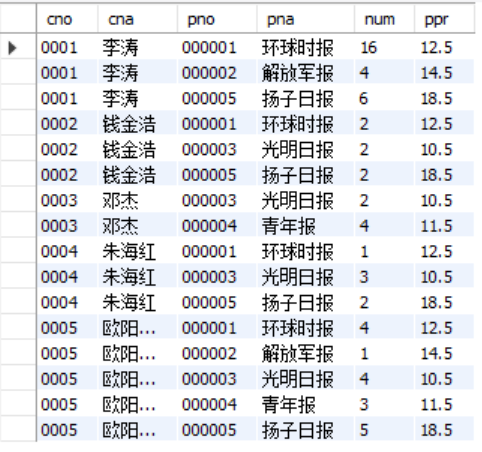 cno cna pno pna num ppr
0001 李涛 000001 环球时报 16 12.5
0001 李涛 000002 解放军报 4 14.5
0001 李涛 000005 扬子日报 6 18.5
0002 钱金浩 000001 环球时报 2 12.5
0002 钱金浩 000003 光明日报 2 10.5
0002 钱金浩 000005 扬子日报 2 18.5
0003 邓杰 000003 光明日报 2 10.5
0003 邓杰 000004 青年报 4 11.5
0004 朱海红 000001 环球时报 1 12.5
0004 朱海红 000003 光明日报 3 10.5
0004 朱海红 000005 扬子日报 2 18.5
0005 欧阳... 000001 环球时报 4 12.5
0005 欧阳... 000002 解放军报 1 14.5
0005 欧阳... 000003 光明日报 4 10.5
0005 欧阳... 000004 青年报 3 11.5
0005 欧阳... 000005 扬子日报 5 18.5